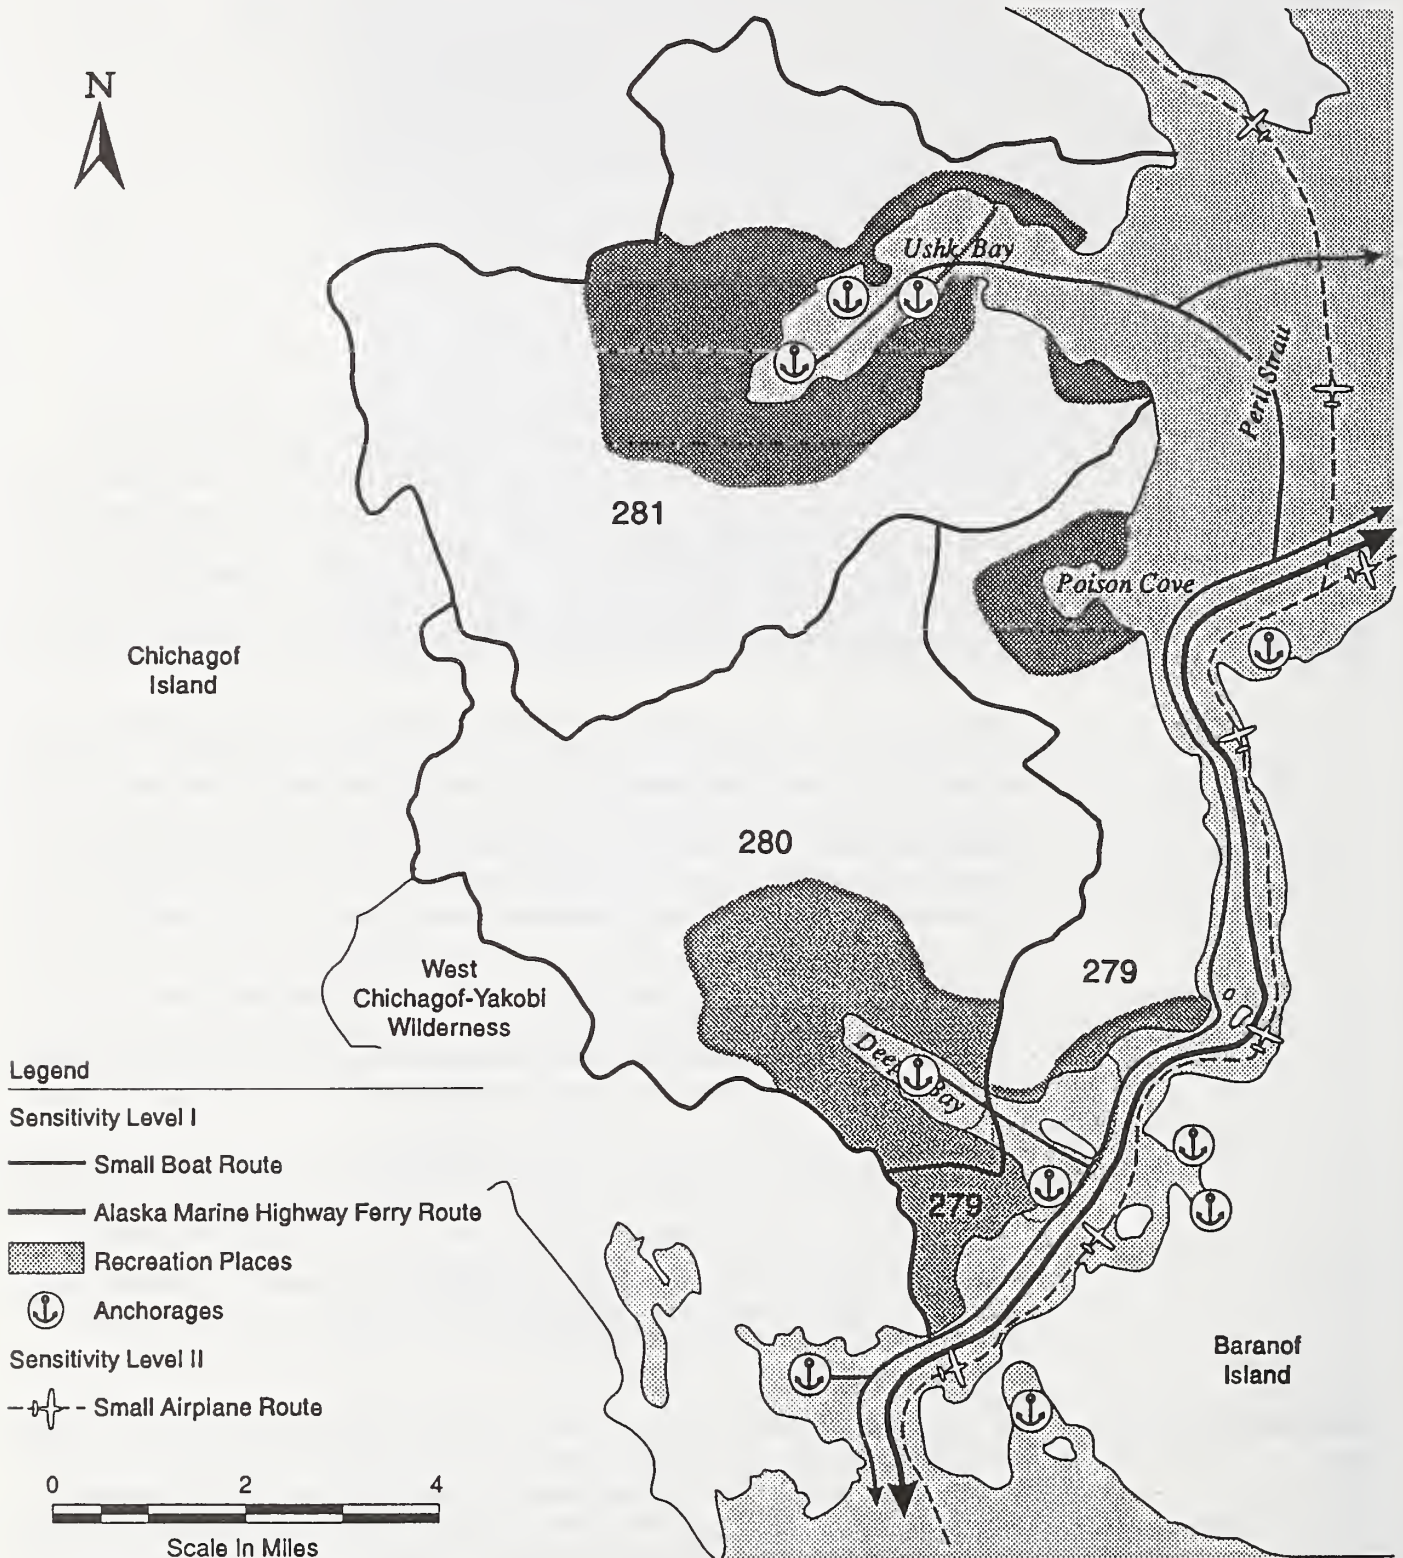 N
Ushk Bay
Peril Strait
281
Poison Cove
Chichagof
Island
280
279
West
Chichagof-Yakobi
Wilderness
Deep Bay
279
Baranof
Island
Legend
Sensitivity Level I
Small Boat Route
Alaska Marine Highway Ferry Route
Recreation Places
Anchorages
Sensitivity Level II
Small Airplane Route
0 2 4
Scale in Miles